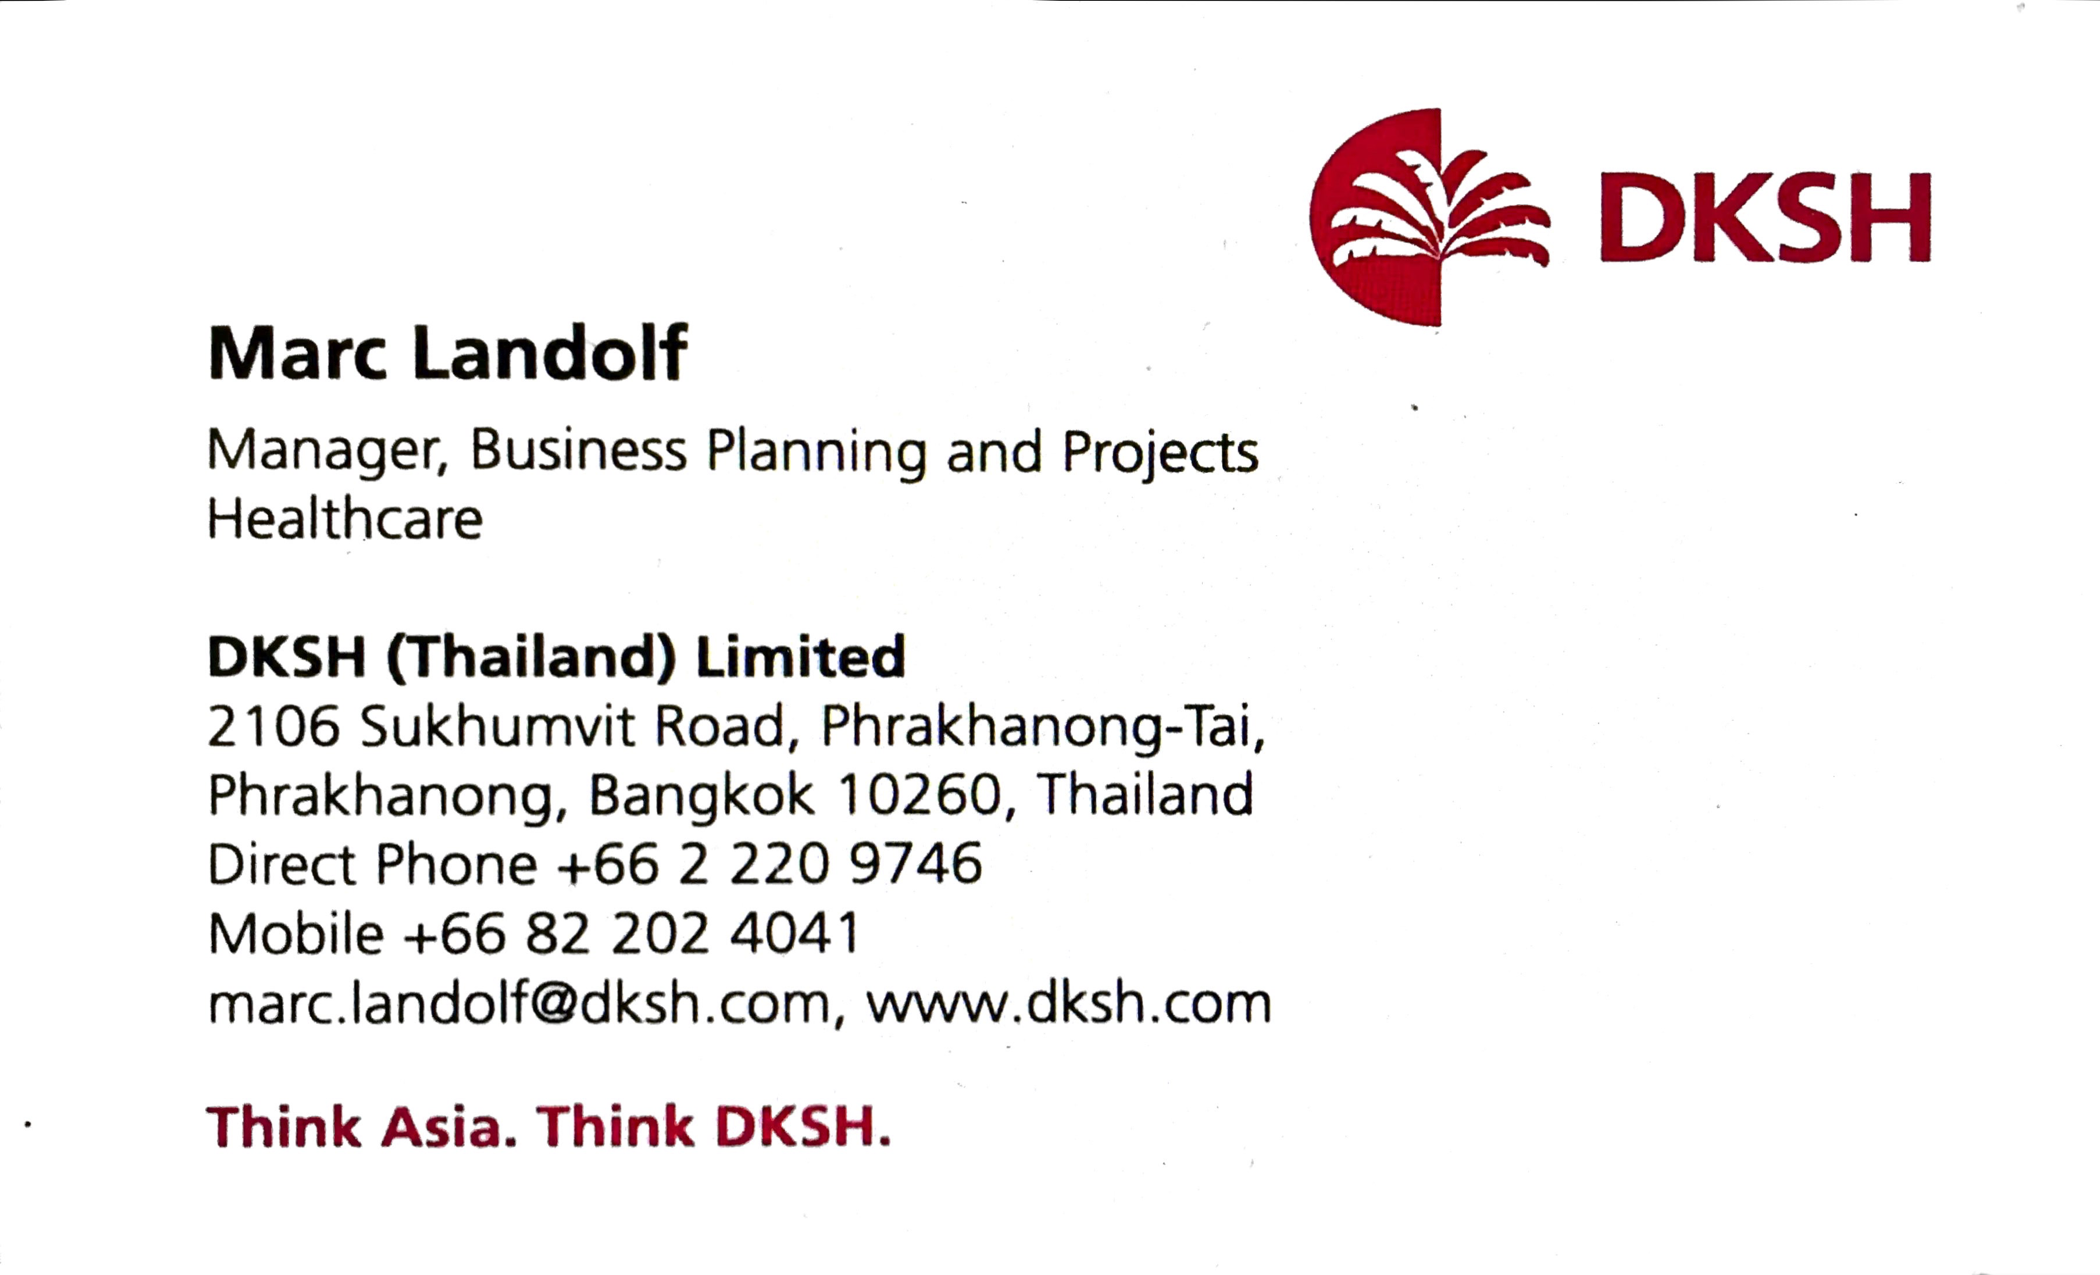 DKSH
Marc Landolf
Manager, Business Planning and Projects
Healthcare
DKSH (Thailand) Limited
2106 Sukhumvit Road, Phrakhanong-Tai,
Phrakhanong, Bangkok 10260, Thailand
Direct Phone +66 2 220 9746
Mobile +66 82 202 4041
marc.landolf@dksh.com, www.dksh.com
Think Asia. Think DKSH.